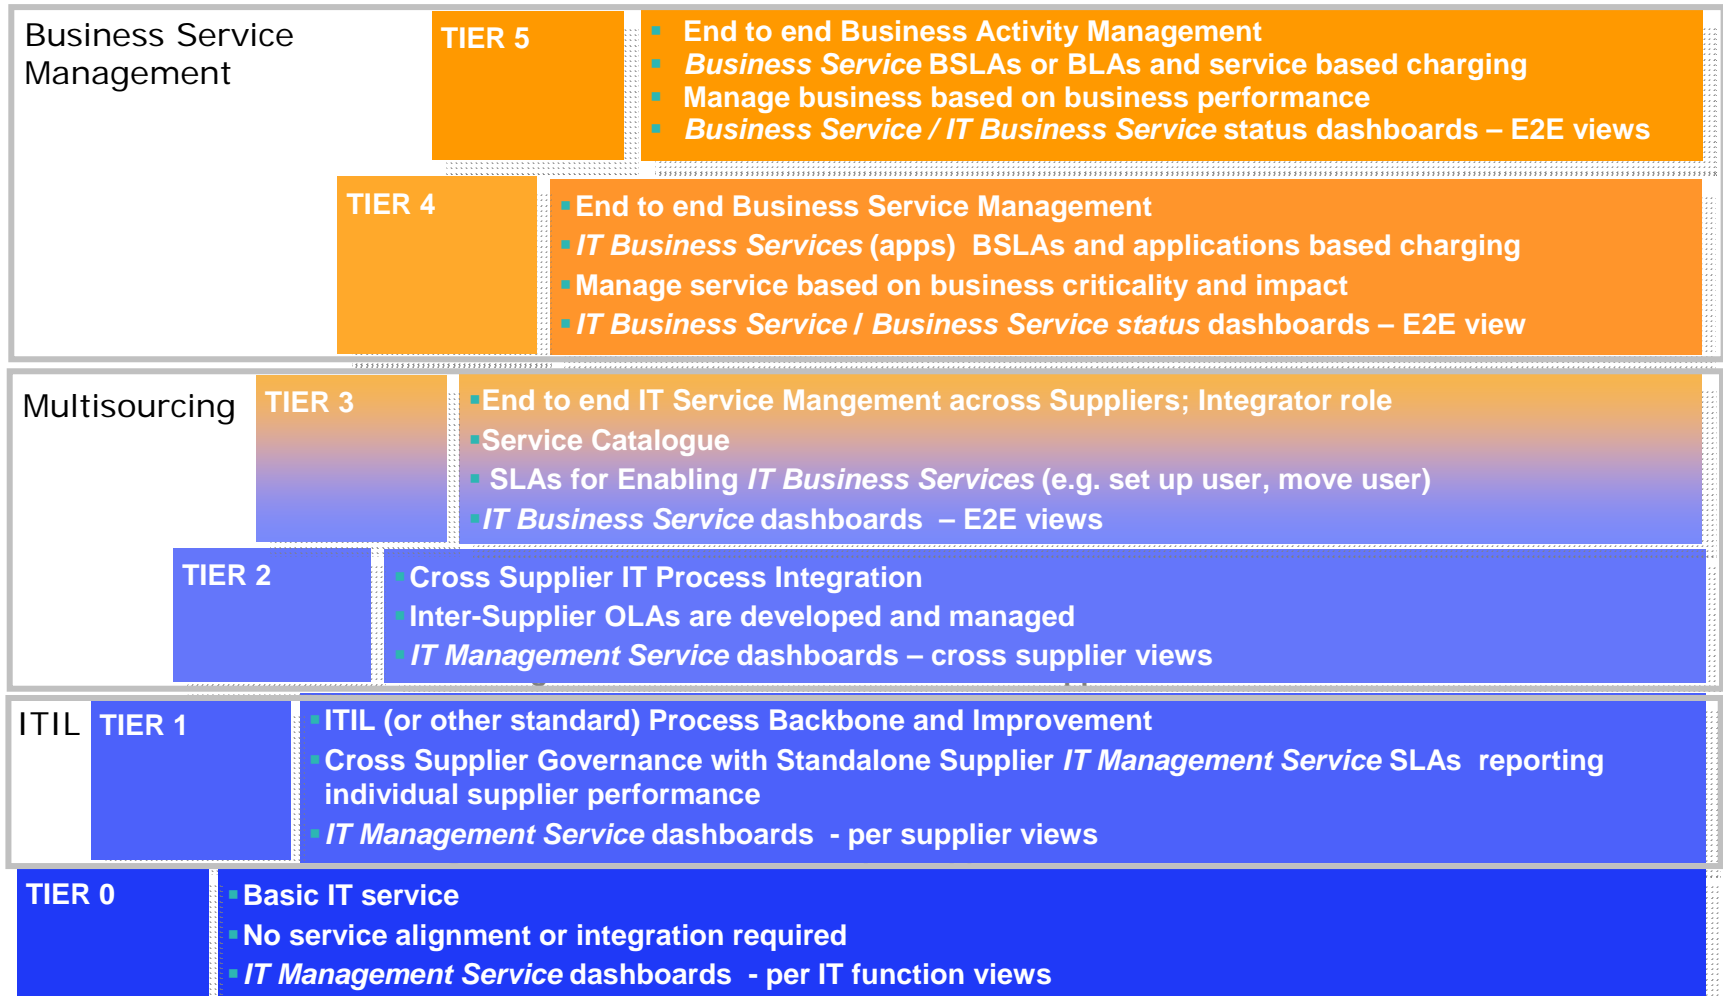 Business Service
Management
TIER 5
▪ End to end Business Activity Management
▪ Business Service BSLAs or BLAs and service based charging
▪ Manage business based on business performance
▪ Business Service / IT Business Service status dashboards – E2E views
TIER 4
▪ End to end Business Service Management
▪ IT Business Services (apps)  BSLAs and applications based charging
▪ Manage service based on business criticality and impact
▪ IT Business Service / Business Service status dashboards – E2E view
Multisourcing
TIER 3
▪ End to end IT Service Mangement across Suppliers; Integrator role
▪ Service Catalogue
▪ SLAs for Enabling IT Business Services (e.g. set up user, move user)
▪ IT Business Service dashboards  – E2E views
TIER 2
▪ Cross Supplier IT Process Integration
▪ Inter-Supplier OLAs are developed and managed
▪ IT Management Service dashboards – cross supplier views
ITIL
TIER 1
▪ ITIL (or other standard) Process Backbone and Improvement
▪ Cross Supplier Governance with Standalone Supplier IT Management Service SLAs  reporting
individual supplier performance
▪ IT Management Service dashboards  - per supplier views
TIER 0
▪ Basic IT service
▪ No service alignment or integration required
▪ IT Management Service dashboards  - per IT function views